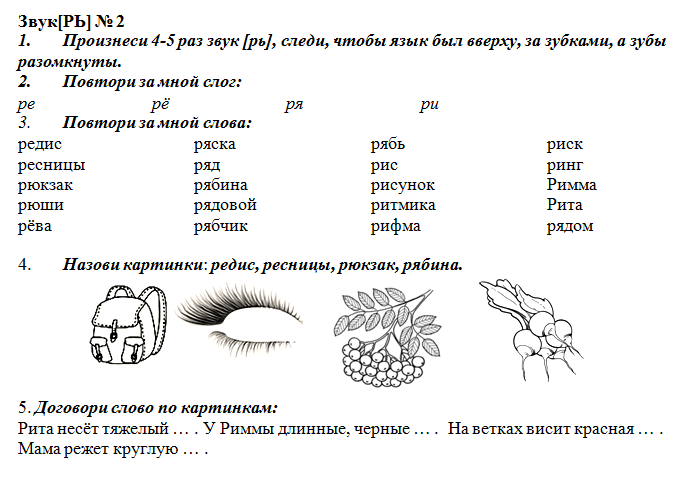 Звук[РЬ] № 2
1. Произнеси 4-5 раз звук [рь], следи, чтобы язык был вверху, за зубками, а зубы
разомкнуты.
2. Повтори за мной слог:
ре рё ря ри
3. Повтори за мной слова:
редис ряска рябь риск
ресницы ряд рис ринг
рюкзак рябина рисунок Римма
рюши рядовой ритмика Рита
рёва рябчик рифма рядом
4. Назови картинки: редис, ресницы, рюкзак, рябина.
5. Договори слово по картинкам:
Рита несёт тяжелый … . У Риммы длинные, черные … . На ветках висит красная … .
Мама режет круглую … .